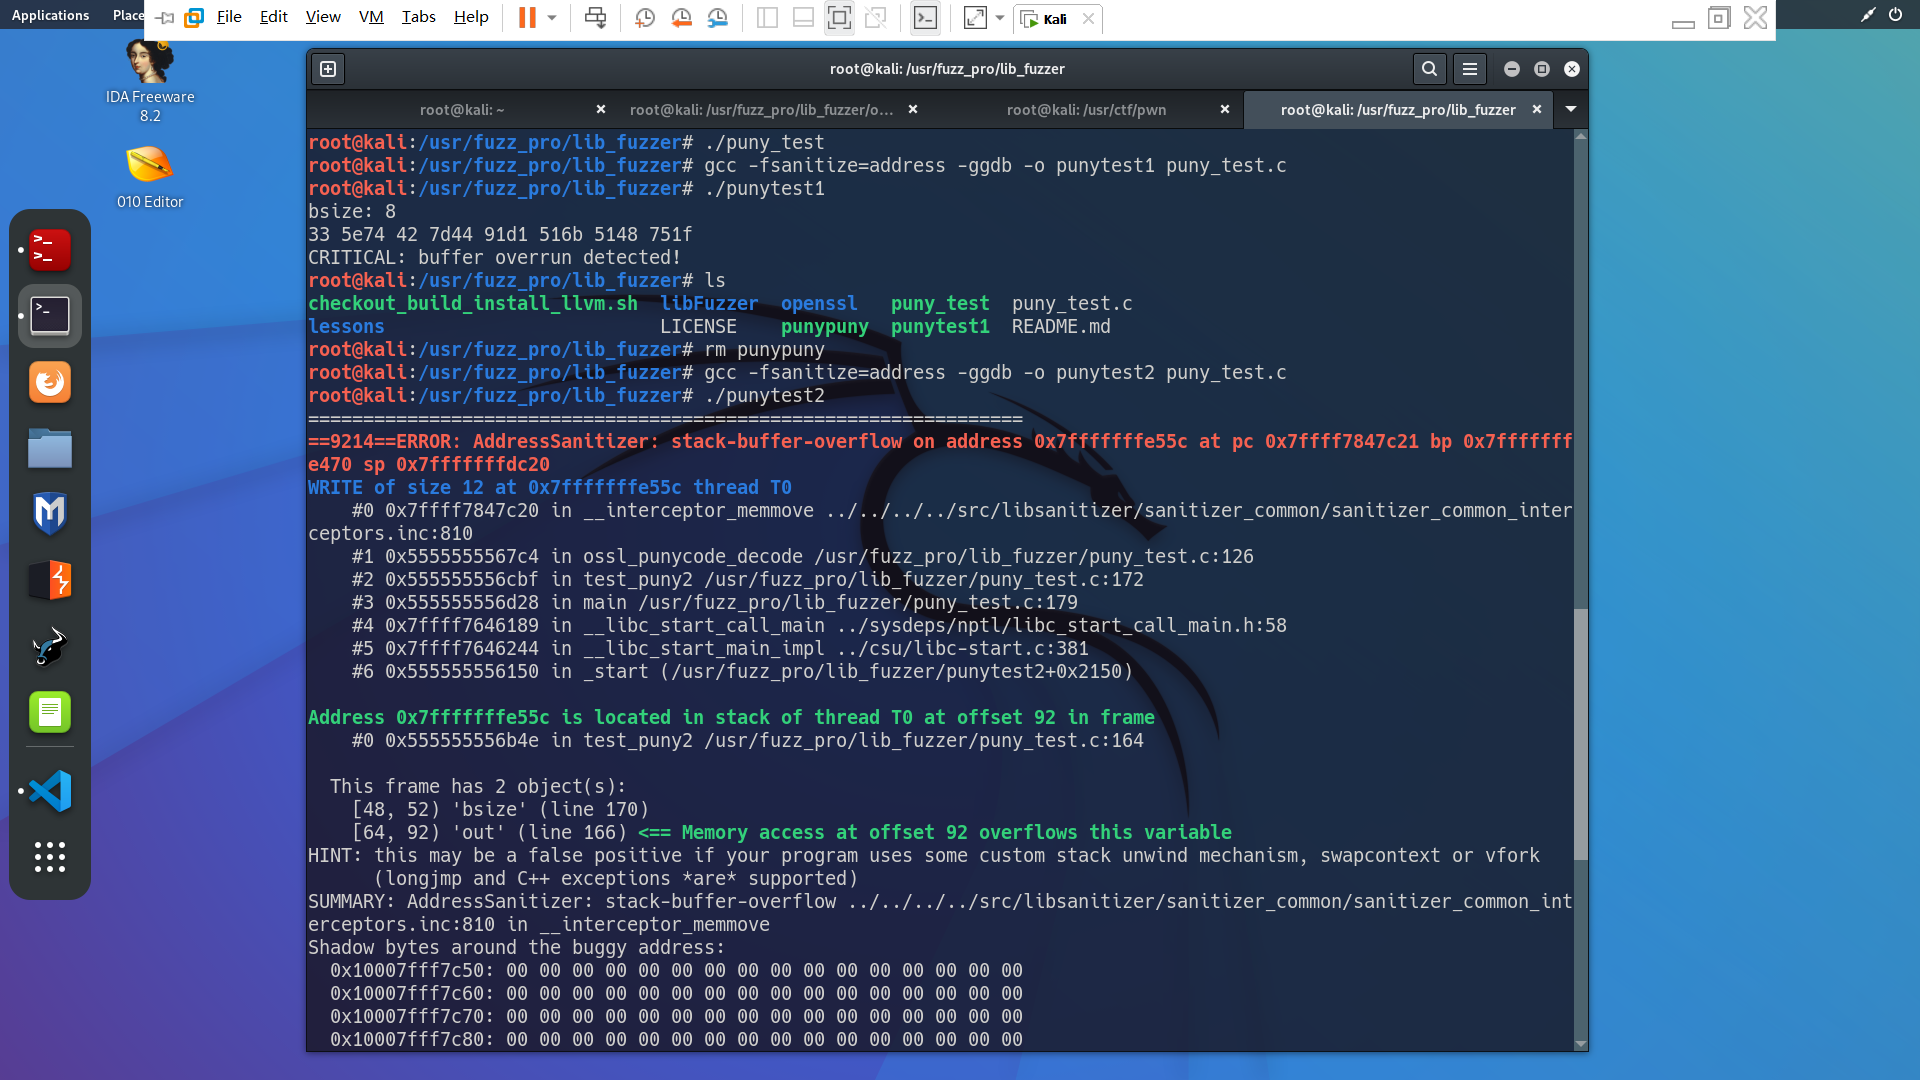 Applications Place
File Edit View VM Tabs Help
Kali
IDA Freeware
8.2
010 Editor
root@kali: /usr/fuzz_pro/lib_fuzzer
root@kali: ~ root@kali: /usr/fuzz_pro/lib_fuzzer/o... root@kali: /usr/ctf/pwn root@kali: /usr/fuzz_pro/lib_fuzzer
root@kali:/usr/fuzz_pro/lib_fuzzer# ./puny_test
root@kali:/usr/fuzz_pro/lib_fuzzer# gcc -fsanitize=address -ggdb -o punytest1 puny_test.c
root@kali:/usr/fuzz_pro/lib_fuzzer# ./punytest1
bsize: 8
33 5e74 42 7d44 91d1 516b 5148 751f
CRITICAL: buffer overrun detected!
root@kali:/usr/fuzz_pro/lib_fuzzer# ls
checkout_build_install_llvm.sh libFuzzer openssl puny_test puny_test.c
lessons LICENSE punypuny punytest1 README.md
root@kali:/usr/fuzz_pro/lib_fuzzer# rm punypuny
root@kali:/usr/fuzz_pro/lib_fuzzer# gcc -fsanitize=address -ggdb -o punytest2 puny_test.c
root@kali:/usr/fuzz_pro/lib_fuzzer# ./punytest2
=================================================================
==9214==ERROR: AddressSanitizer: stack-buffer-overflow on address 0x7fffffffe55c at pc 0x7ffff7847c21 bp 0x7fffffff
e470 sp 0x7fffffffdc20
WRITE of size 12 at 0x7fffffffe55c thread T0
#0 0x7ffff7847c20 in __interceptor_memmove ../../../../src/libsanitizer/sanitizer_common/sanitizer_common_inter
ceptors.inc:810
#1 0x5555555567c4 in ossl_punycode_decode /usr/fuzz_pro/lib_fuzzer/puny_test.c:126
#2 0x555555556cbf in test_puny2 /usr/fuzz_pro/lib_fuzzer/puny_test.c:172
#3 0x555555556d28 in main /usr/fuzz_pro/lib_fuzzer/puny_test.c:179
#4 0x7ffff7646189 in __libc_start_call_main ../sysdeps/nptl/libc_start_call_main.h:58
#5 0x7ffff7646244 in __libc_start_main_impl ../csu/libc-start.c:381
#6 0x555555556150 in _start (/usr/fuzz_pro/lib_fuzzer/punytest2+0x2150)
Address 0x7fffffffe55c is located in stack of thread T0 at offset 92 in frame
#0 0x555555556b4e in test_puny2 /usr/fuzz_pro/lib_fuzzer/puny_test.c:164
This frame has 2 object(s):
[48, 52) 'bsize' (line 170)
[64, 92) 'out' (line 166) <== Memory access at offset 92 overflows this variable
HINT: this may be a false positive if your program uses some custom stack unwind mechanism, swapcontext or vfork
(longjmp and C++ exceptions *are* supported)
SUMMARY: AddressSanitizer: stack-buffer-overflow ../../../../src/libsanitizer/sanitizer_common/sanitizer_common_int
erceptors.inc:810 in __interceptor_memmove
Shadow bytes around the buggy address:
0x10007fff7c50: 00 00 00 00 00 00 00 00 00 00 00 00 00 00 00 00
0x10007fff7c60: 00 00 00 00 00 00 00 00 00 00 00 00 00 00 00 00
0x10007fff7c70: 00 00 00 00 00 00 00 00 00 00 00 00 00 00 00 00
0x10007fff7c80: 00 00 00 00 00 00 00 00 00 00 00 00 00 00 00 00